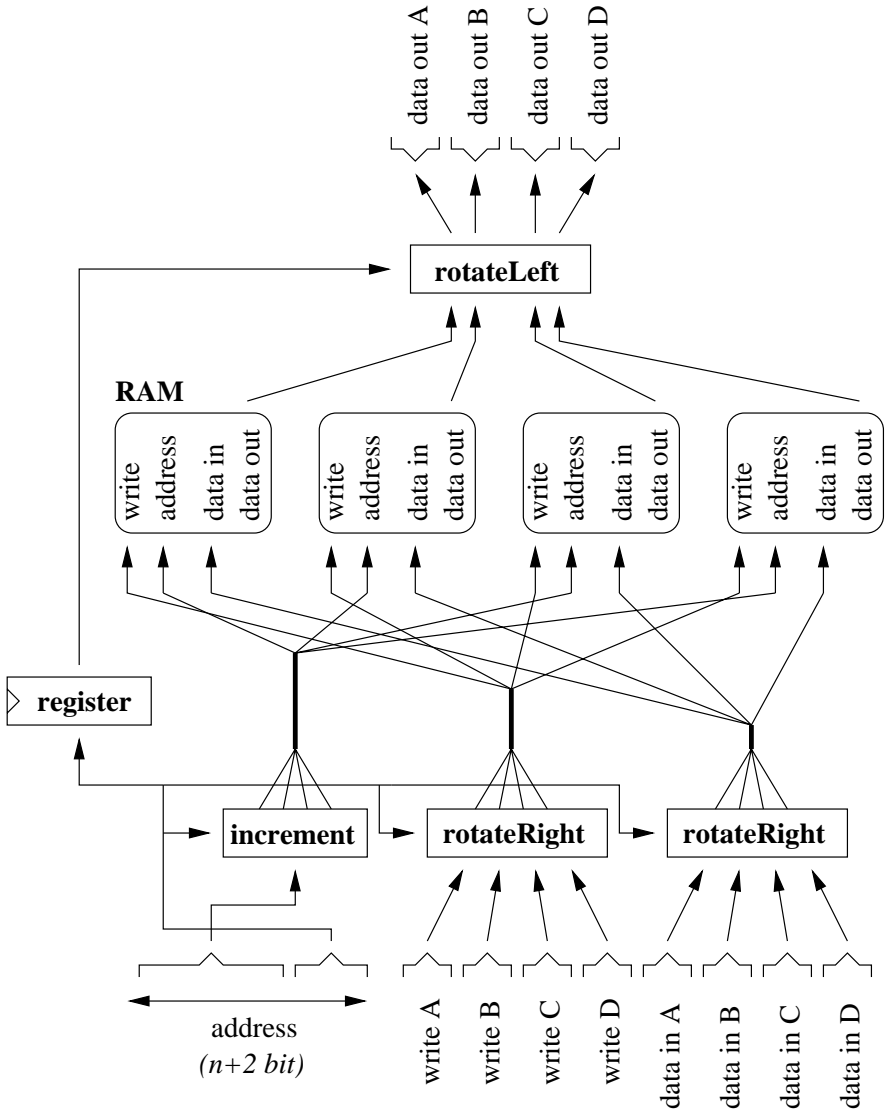 data out A
data out B
data out C
data out D
rotateLeft
RAM
write
address
data in
data out
write
address
data in
data out
write
address
data in
data out
write
address
data in
data out
register
increment
rotateRight
rotateRight
address
(n+2 bit)
write A
write B
write C
write D
data in A
data in B
data in C
data in D